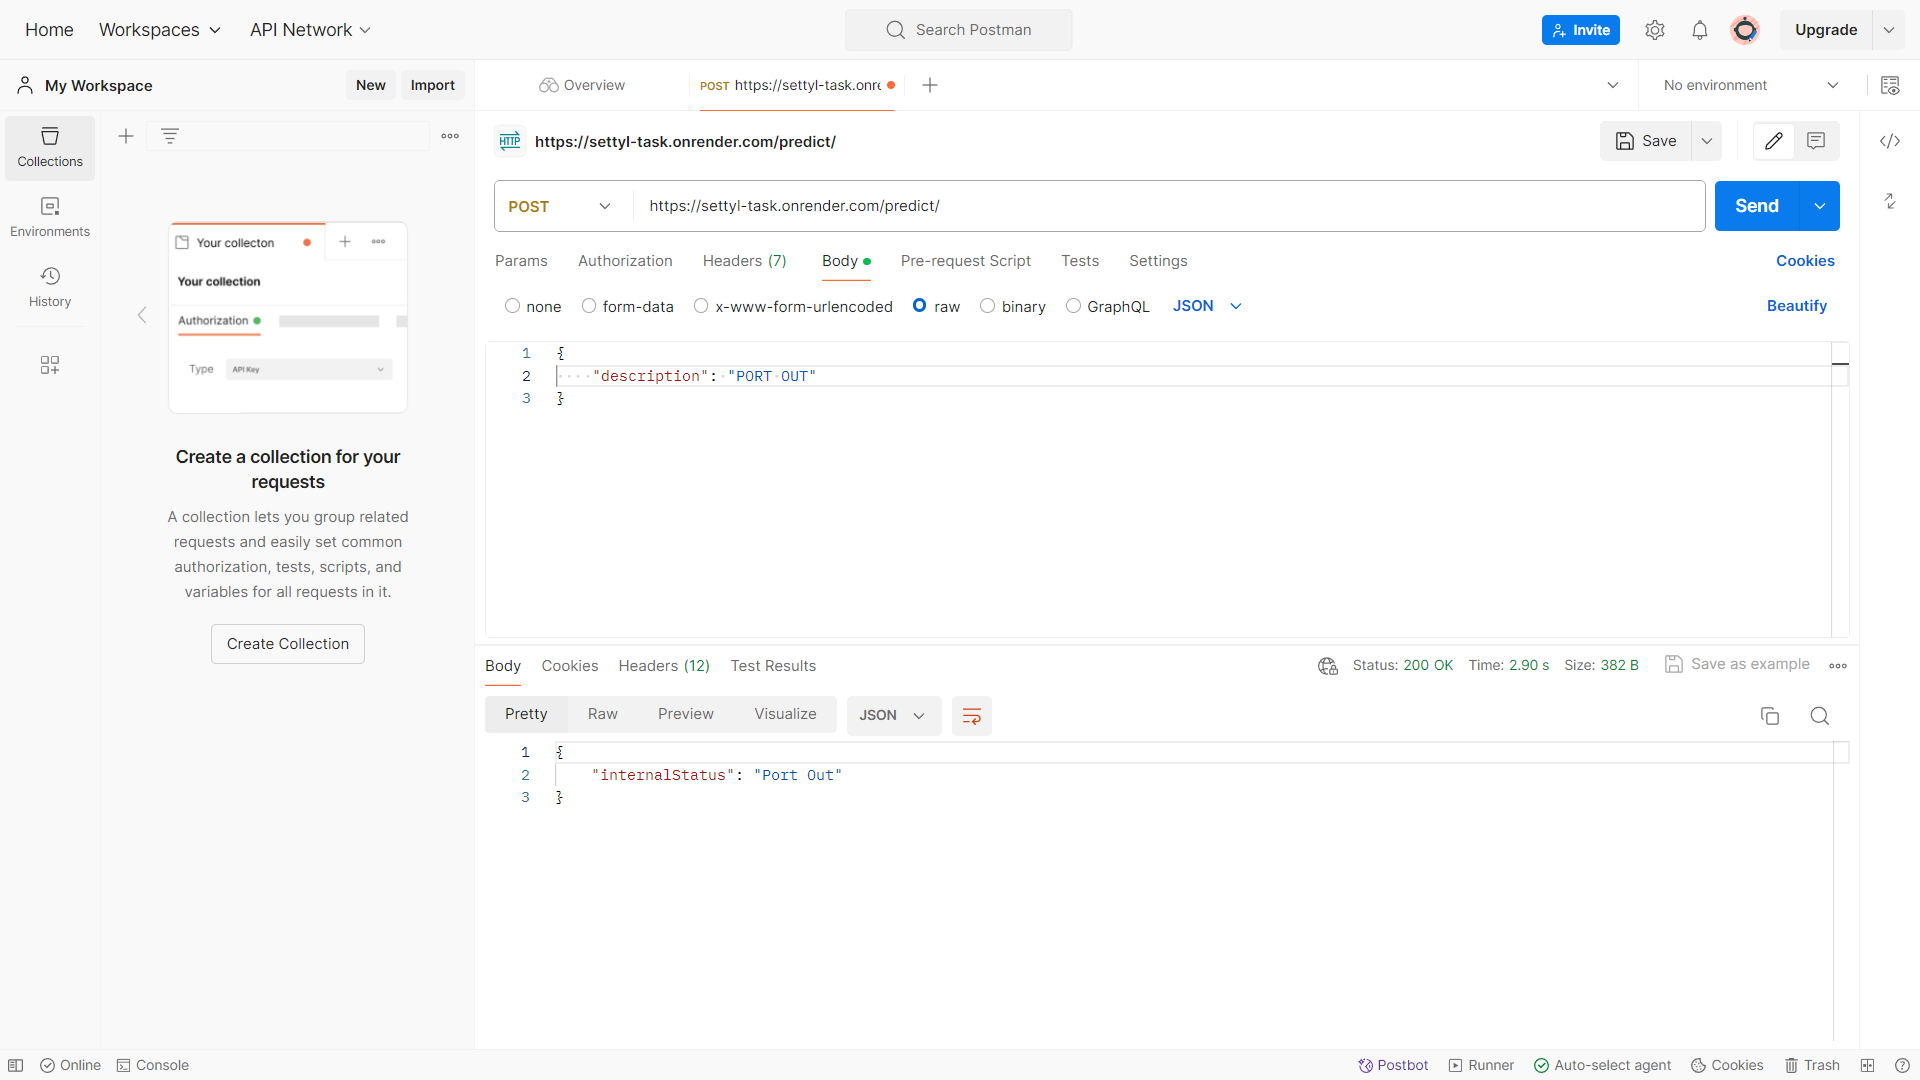 Home Workspaces API Network Search Postman Invite Upgrade
My Workspace New Import Overview POST https://settyl-task.onre No environment
Collections
Environments
History
Your collecton
Your collection
Authorization
Type API Key
Create a collection for your
requests
A collection lets you group related
requests and easily set common
authorization, tests, scripts, and
variables for all requests in it.
Create Collection
HTTP https://settyl-task.onrender.com/predict/ Save
POST https://settyl-task.onrender.com/predict/ Send
Params Authorization Headers (7) Body Pre-request Script Tests Settings Cookies
none form-data x-www-form-urlencoded raw binary GraphQL JSON Beautify
1 {
2 ····"description":·"PORT·OUT"
3 }
Body Cookies Headers (12) Test Results Status: 200 OK Time: 2.90 s Size: 382 B Save as example
Pretty Raw Preview Visualize JSON
1 {
2 "internalStatus": "Port Out"
3 }
Online Console Postbot Runner Auto-select agent Cookies Trash